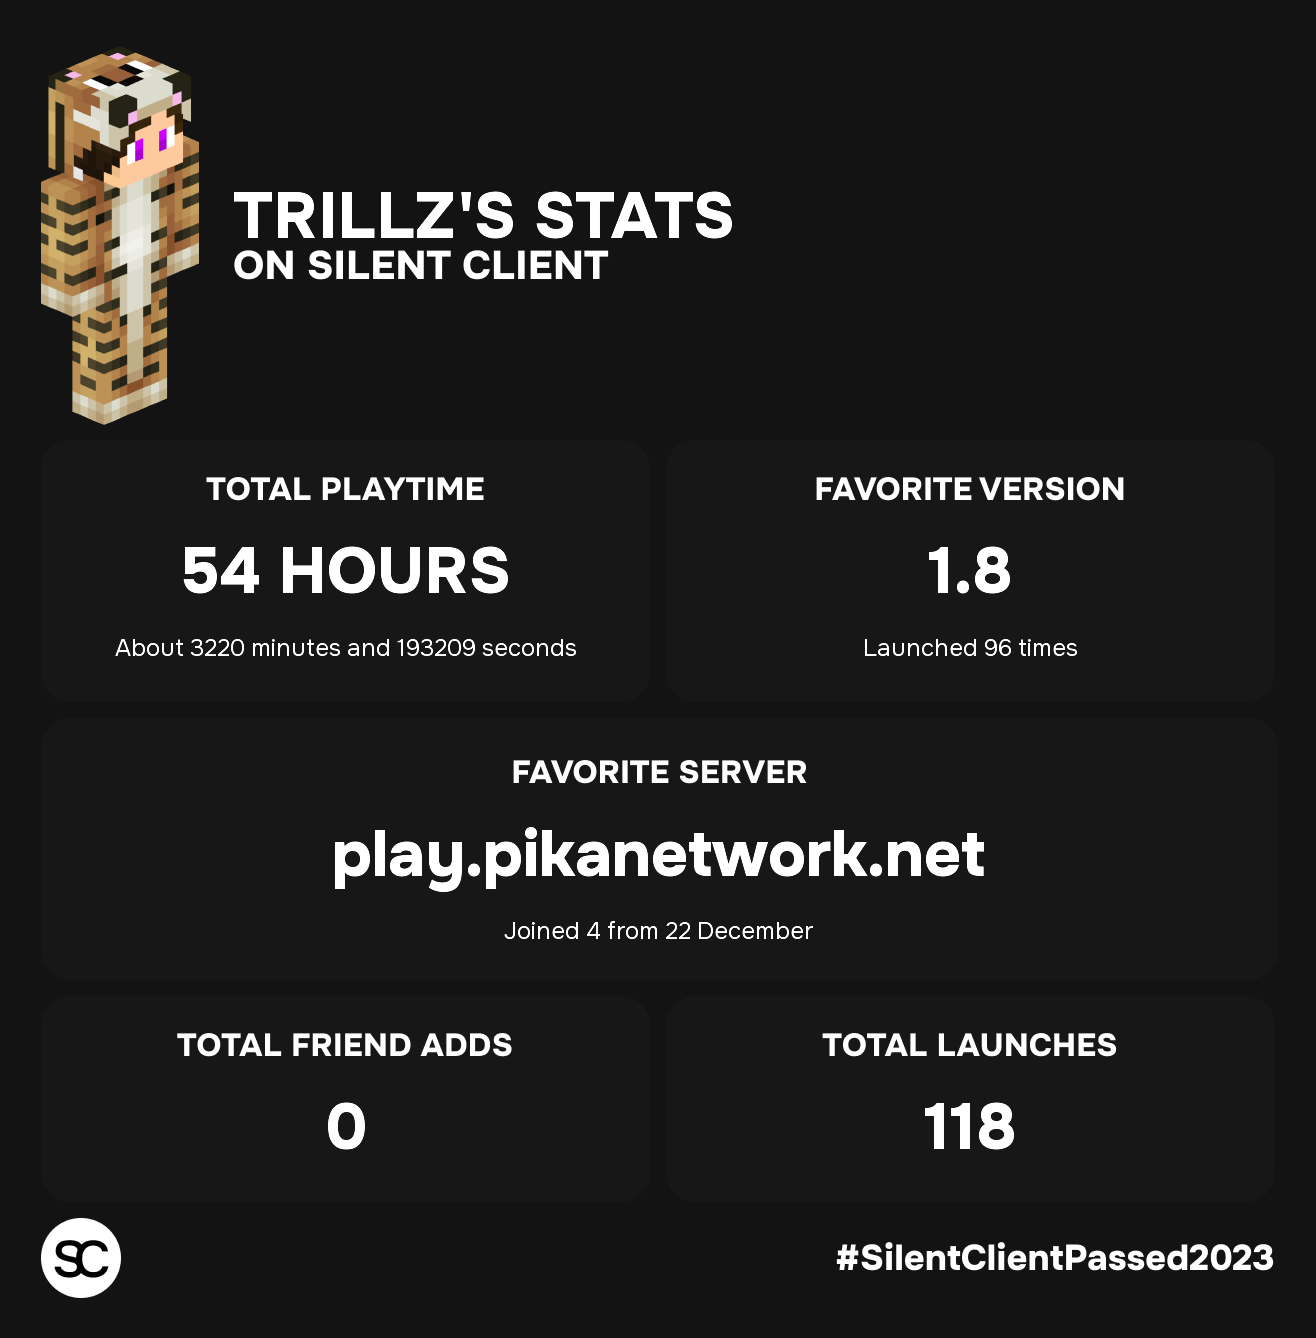 TRILLZ'S STATS
ON SILENT CLIENT
TOTAL PLAYTIME
54 HOURS
About 3220 minutes and 193209 seconds
FAVORITE VERSION
1.8
Launched 96 times
FAVORITE SERVER
play.pikanetwork.net
Joined 4 from 22 December
TOTAL FRIEND ADDS
0
TOTAL LAUNCHES
118
SC
#SilentClientPassed2023